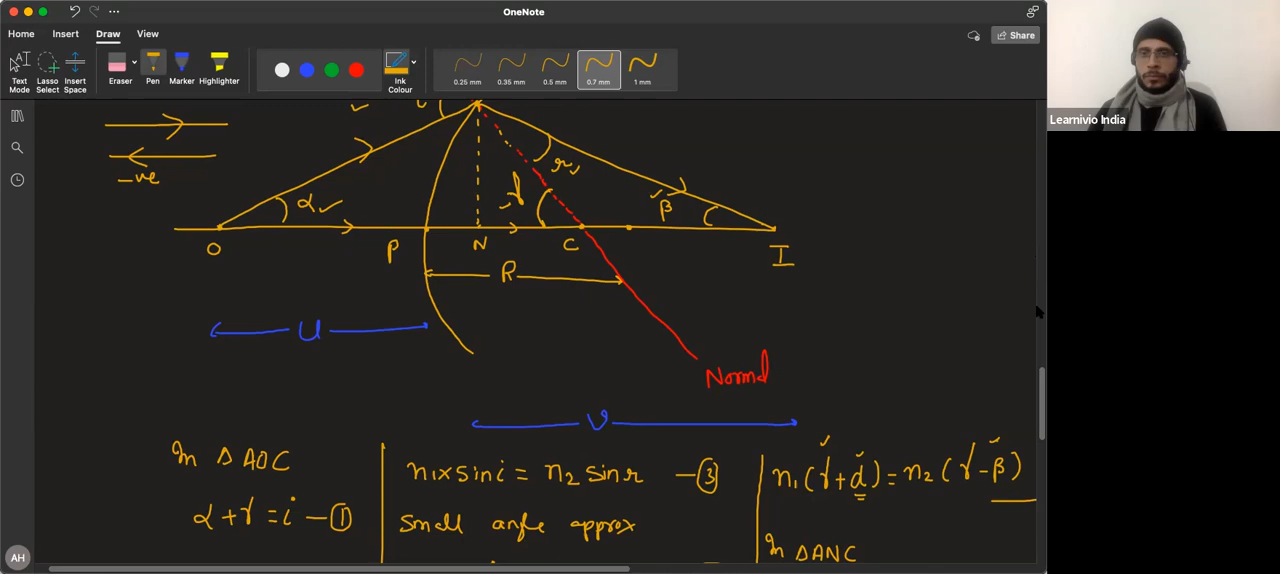 OneNote
Home Insert Draw View
Share
Text Mode
Lasso Select
Insert Space
Eraser
Pen
Marker
Highlighter
Ink Colour
0.25 mm
0.35 mm
0.5 mm
0.7 mm
1 mm
Learnivio India
-ve
α
γ
r
β
O P N C I
R
u
Normal
v
In ΔAOC
α + γ = i — ①
n1 x sin i = n2 sin r — ③
small angle approx
n1 (γ + α) = n2 (γ - β)
In ΔANC
AH